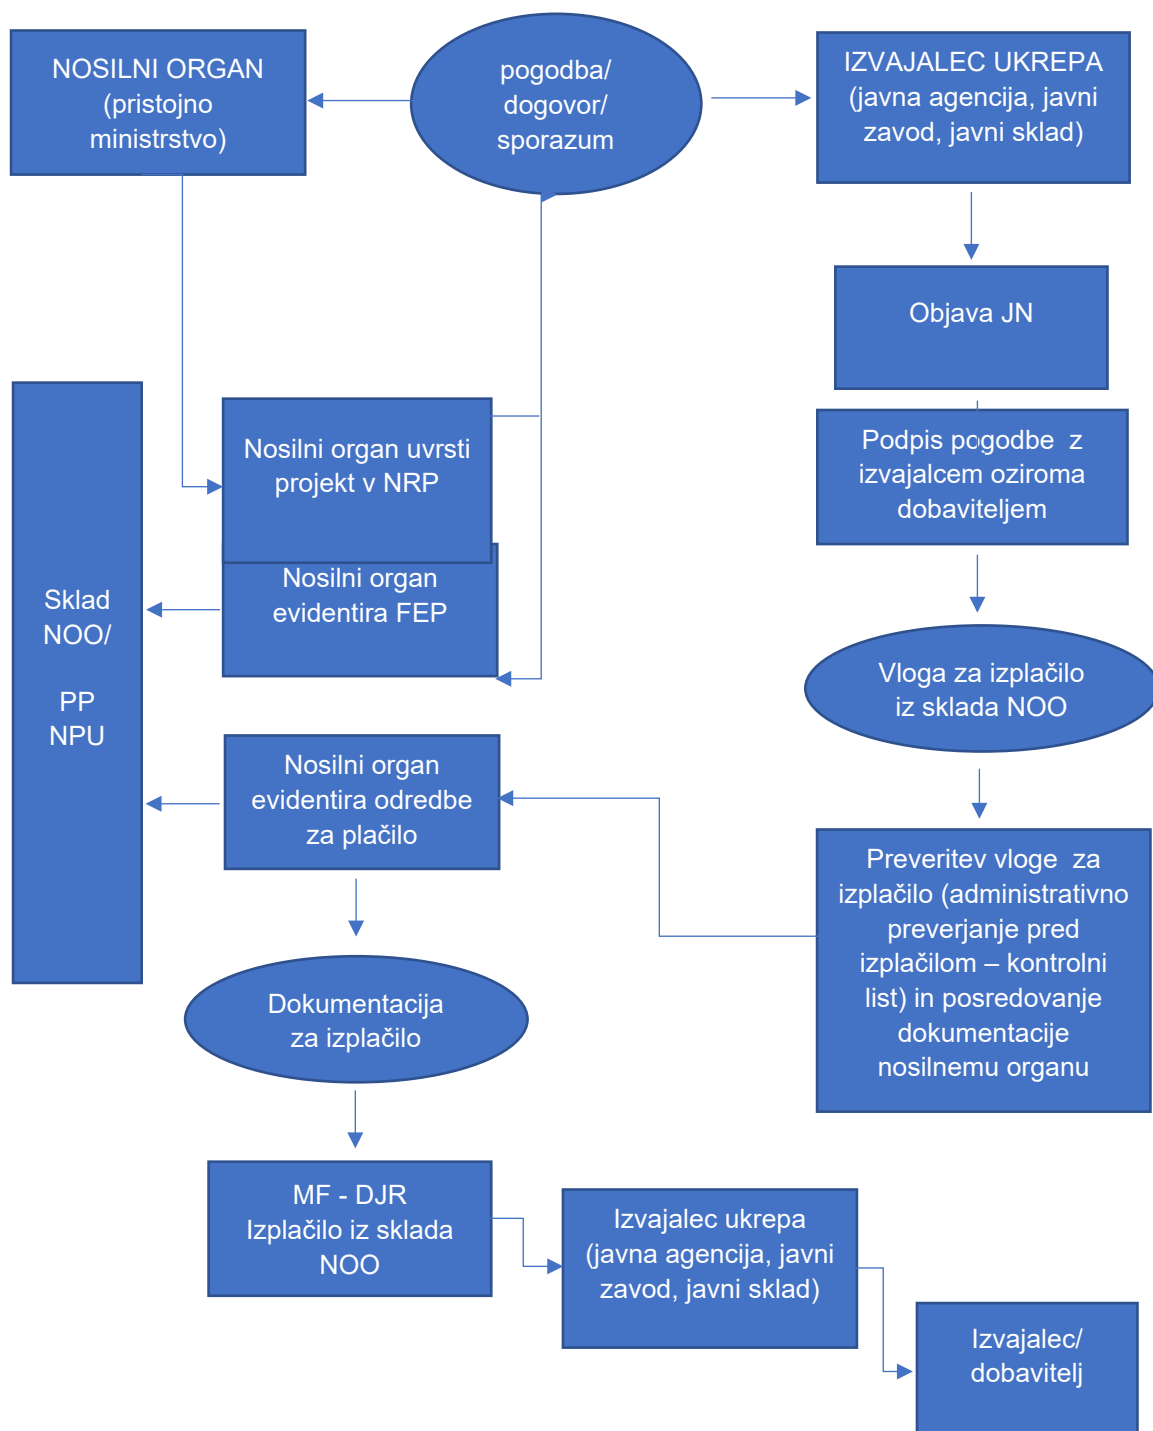 NOSILNI ORGAN
(pristojno
ministrstvo)
pogodba/
dogovor/
sporazum
IZVAJALEC UKREPA
(javna agencija, javni
zavod, javni sklad)
Objava JN
Podpis pogodbe z
izvajalcem oziroma
dobaviteljem
Nosilni organ uvrsti
projekt v NRP
Nosilni organ
evidentira FEP
Sklad
NOO/
PP
NPU
Vloga za izplačilo
iz sklada NOO
Nosilni organ
evidentira odredbe
za plačilo
Preveritev vloge za
izplačilo (administrativno
preverjanje pred
izplačilom – kontrolni
list) in posredovanje
dokumentacije
nosilnemu organu
Dokumentacija
za izplačilo
MF - DJR
Izplačilo iz sklada
NOO
Izvajalec ukrepa
(javna agencija, javni
zavod, javni sklad)
Izvajalec/
dobavitelj